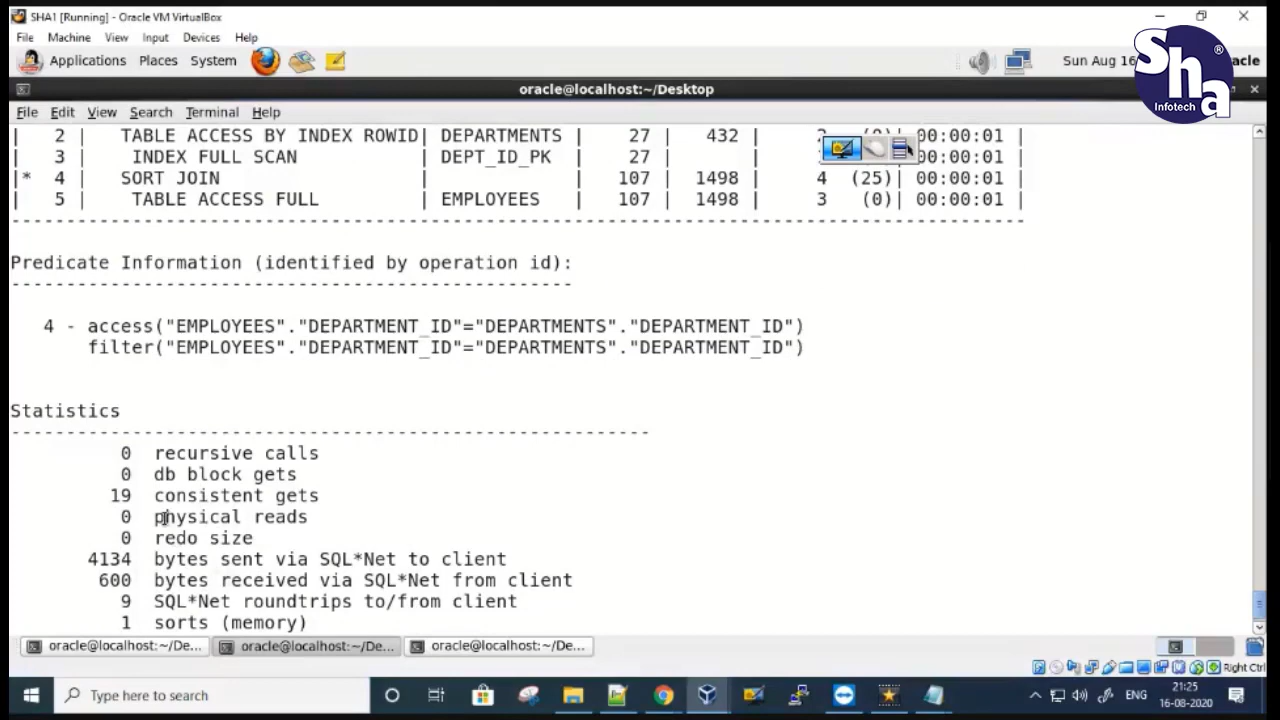 SHA1 [Running] - Oracle VM VirtualBox
File Machine View Input Devices Help
Applications Places System Sun Aug 16 acle
Sha ®
Infotech
oracle@localhost:~/Desktop
File Edit View Search Terminal Help
| 2 | TABLE ACCESS BY INDEX ROWID| DEPARTMENTS | 27 | 432 | (0)| 00:00:01 |
| 3 | INDEX FULL SCAN | DEPT_ID_PK | 27 | | 00:00:01 |
|* 4 | SORT JOIN | | 107 | 1498 | 4 (25)| 00:00:01 |
| 5 | TABLE ACCESS FULL | EMPLOYEES | 107 | 1498 | 3 (0)| 00:00:01 |
--------------------------------------------------------------------------------------------
Predicate Information (identified by operation id):
---------------------------------------------------
4 - access("EMPLOYEES"."DEPARTMENT_ID"="DEPARTMENTS"."DEPARTMENT_ID")
filter("EMPLOYEES"."DEPARTMENT_ID"="DEPARTMENTS"."DEPARTMENT_ID")
Statistics
----------------------------------------------------------
0 recursive calls
0 db block gets
19 consistent gets
0 physical reads
0 redo size
4134 bytes sent via SQL*Net to client
600 bytes received via SQL*Net from client
9 SQL*Net roundtrips to/from client
1 sorts (memory)
oracle@localhost:~/De... oracle@localhost:~/De... oracle@localhost:~/De...
Right Ctrl
Type here to search
ENG
21:25
16-08-2020